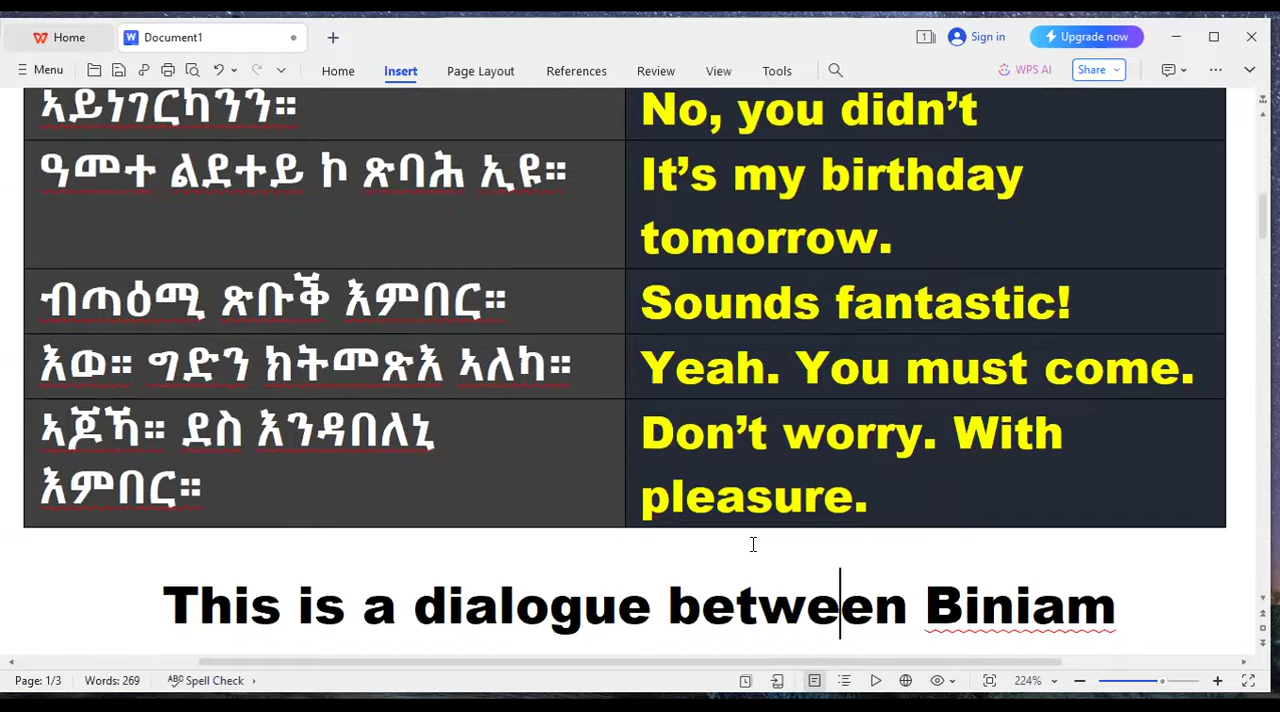 Home
Document1
Sign in
Upgrade now
Menu
Home
Insert
Page Layout
References
Review
View
Tools
WPS AI
Share
ኣይነገርካንን።
No, you didn’t
ዓመተ ልደተይ ኮ ጽባሕ ኢዩ።
It’s my birthday
tomorrow.
ብጣዕሚ ጽቡቅ እምበር።
Sounds fantastic!
እወ። ግድን ክትመጽእ ኣለካ።
Yeah. You must come.
ኣጆኻ። ደስ እንዳበለኒ
እምበር።
Don’t worry. With
pleasure.
This is a dialogue between Biniam
Page: 1/3
Words: 269
Spell Check
224%